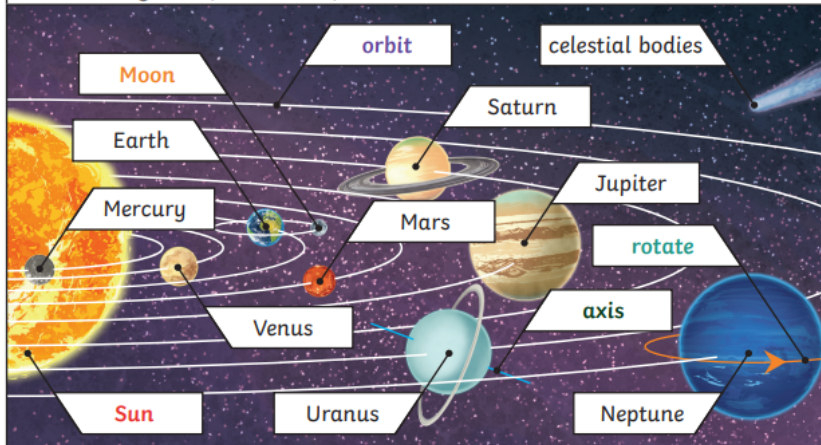 orbit
celestial bodies
Moon
Saturn
Earth
Jupiter
Mercury
Mars
rotate
axis
Venus
Sun
Uranus
Neptune